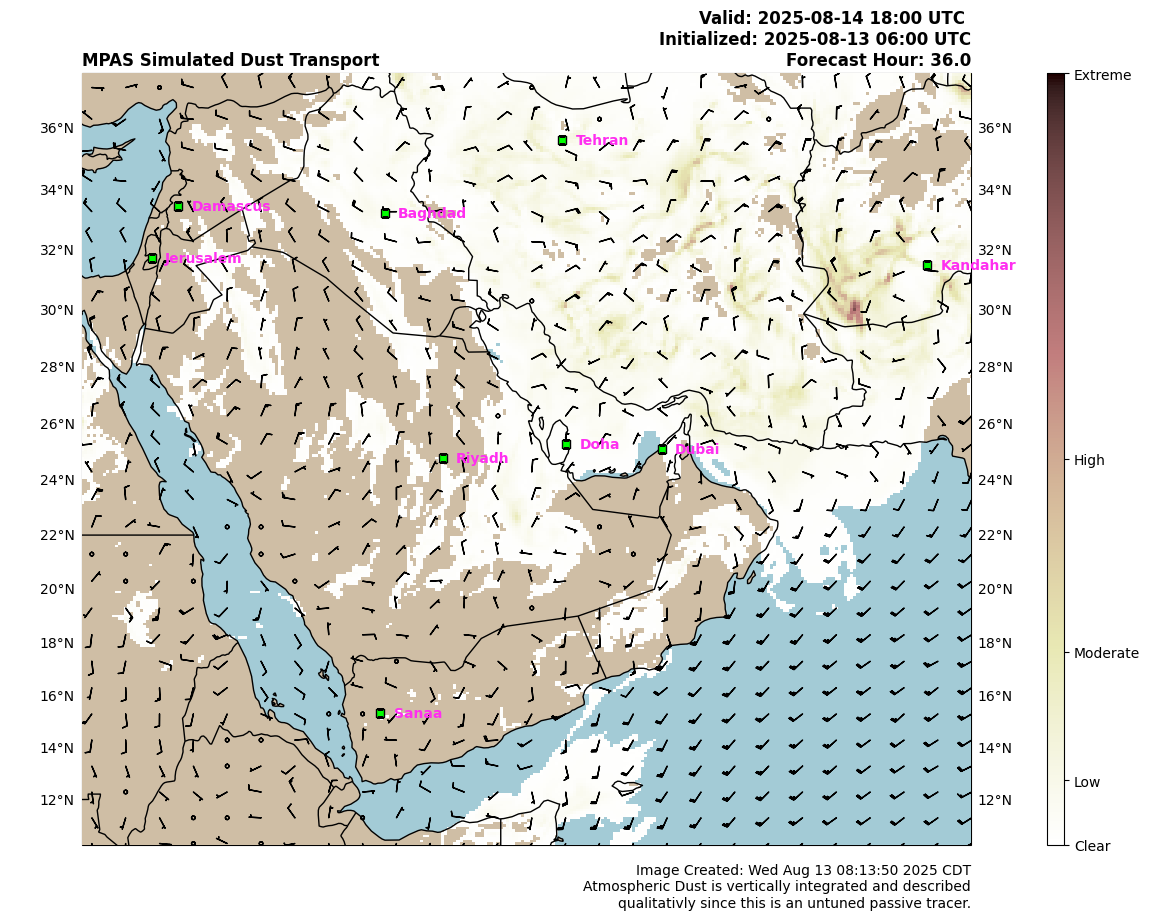 Valid: 2025-08-14 18:00 UTC
Initialized: 2025-08-13 06:00 UTC
MPAS Simulated Dust Transport Forecast Hour: 36.0
Extreme
36°N 36°N
Tehran
34°N 34°N
Damascus
Baghdad
32°N 32°N
Jerusalem
Kandahar
30°N 30°N
28°N 28°N
26°N 26°N
Doha
Dubai
Riyadh
High
24°N 24°N
22°N 22°N
20°N 20°N
18°N 18°N
Moderate
16°N 16°N
Sanaa
14°N 14°N
Low
12°N 12°N
Clear
Image Created: Wed Aug 13 08:13:50 2025 CDT
Atmospheric Dust is vertically integrated and described
qualitativly since this is an untuned passive tracer.